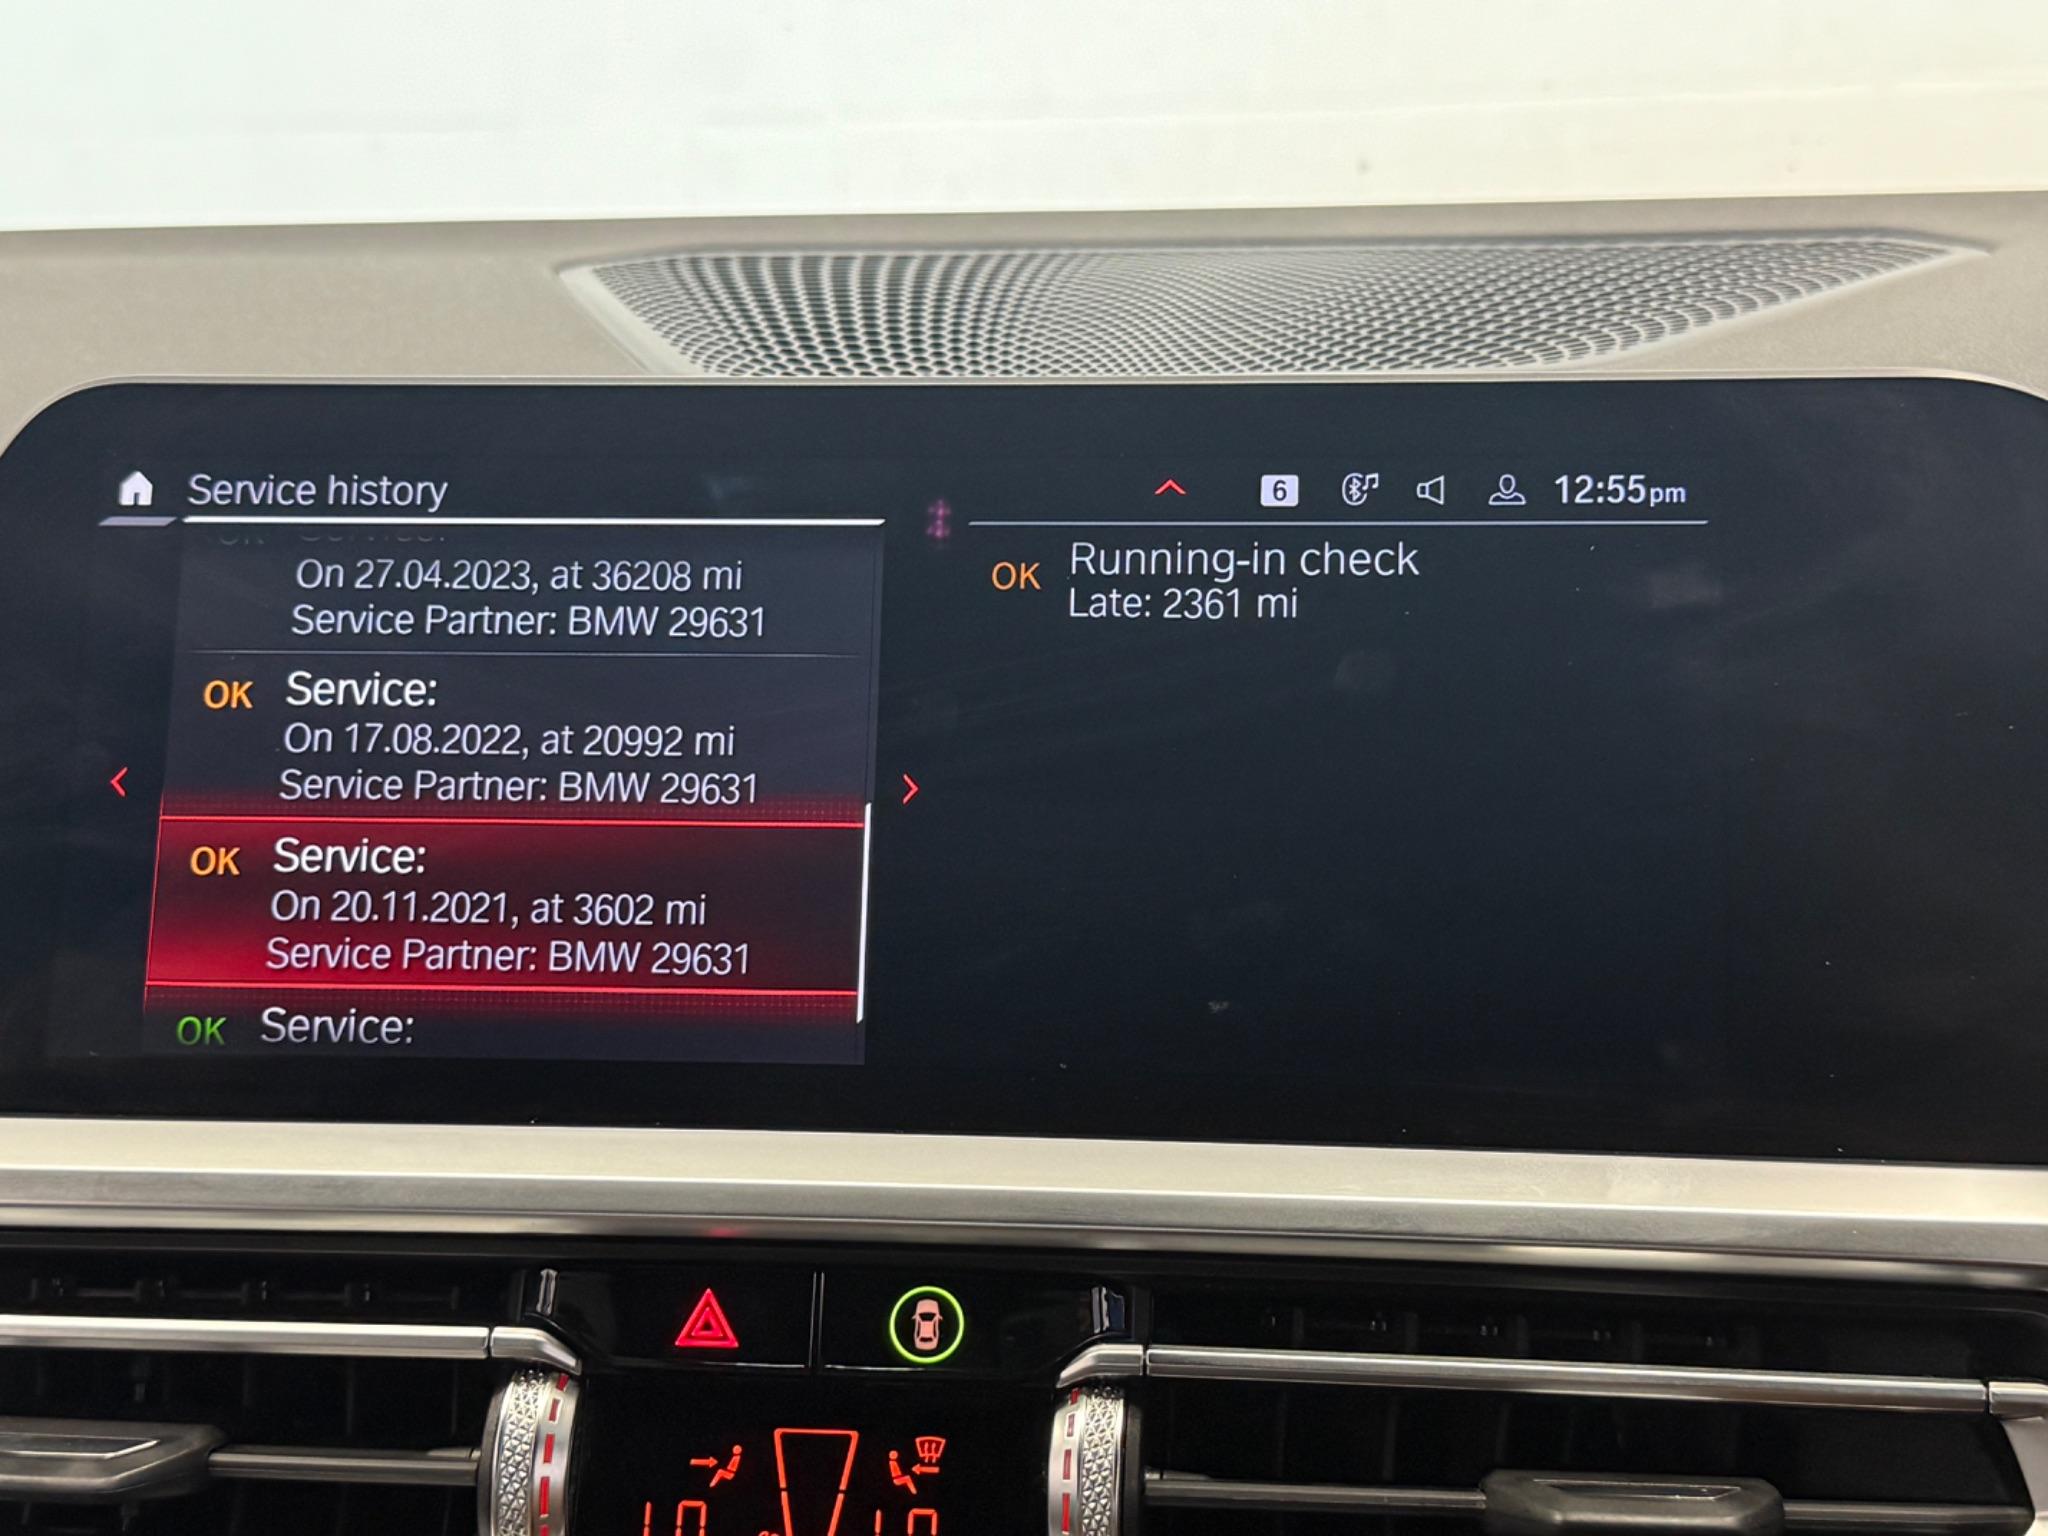 Service history
6
12:55pm
On 27.04.2023, at 36208 mi
Service Partner: BMW 29631
OK Service:
On 17.08.2022, at 20992 mi
Service Partner: BMW 29631
OK Service:
On 20.11.2021, at 3602 mi
Service Partner: BMW 29631
OK Service:
OK Running-in check
Late: 2361 mi